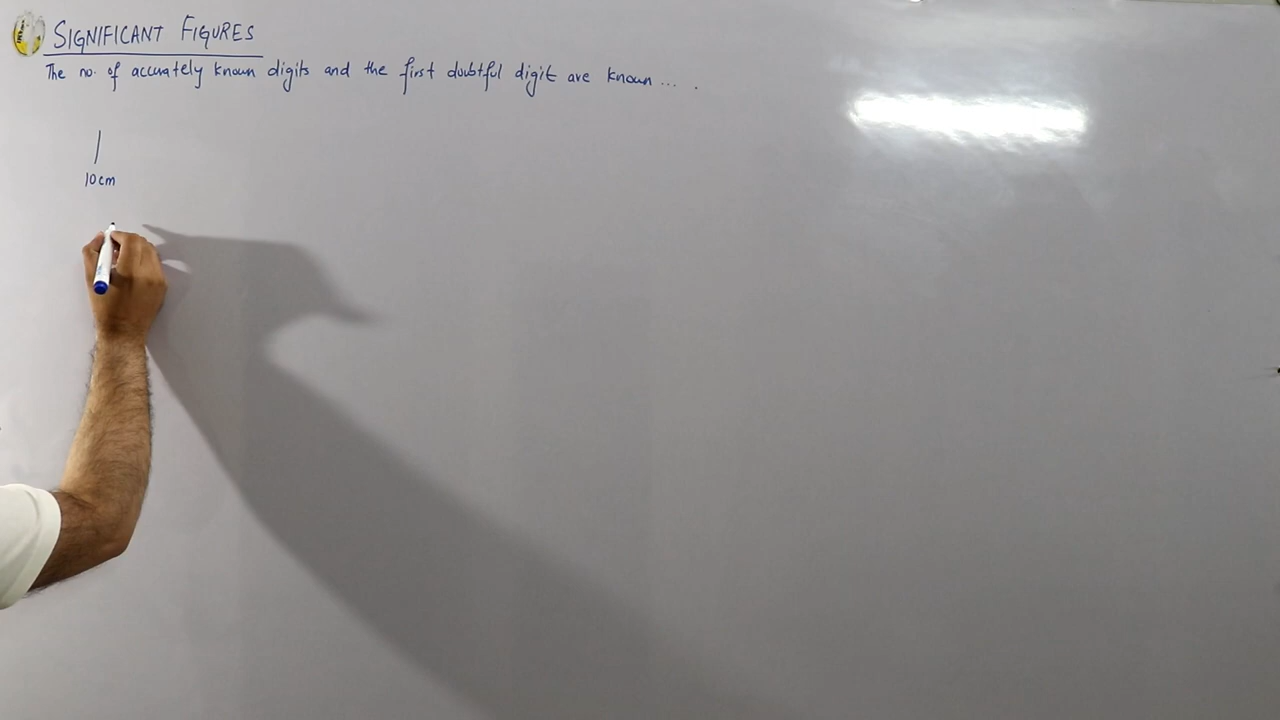 SIGNIFICANT FIGURES
The no. of accurately known digits and the first doubtful digit are known ... .
10cm